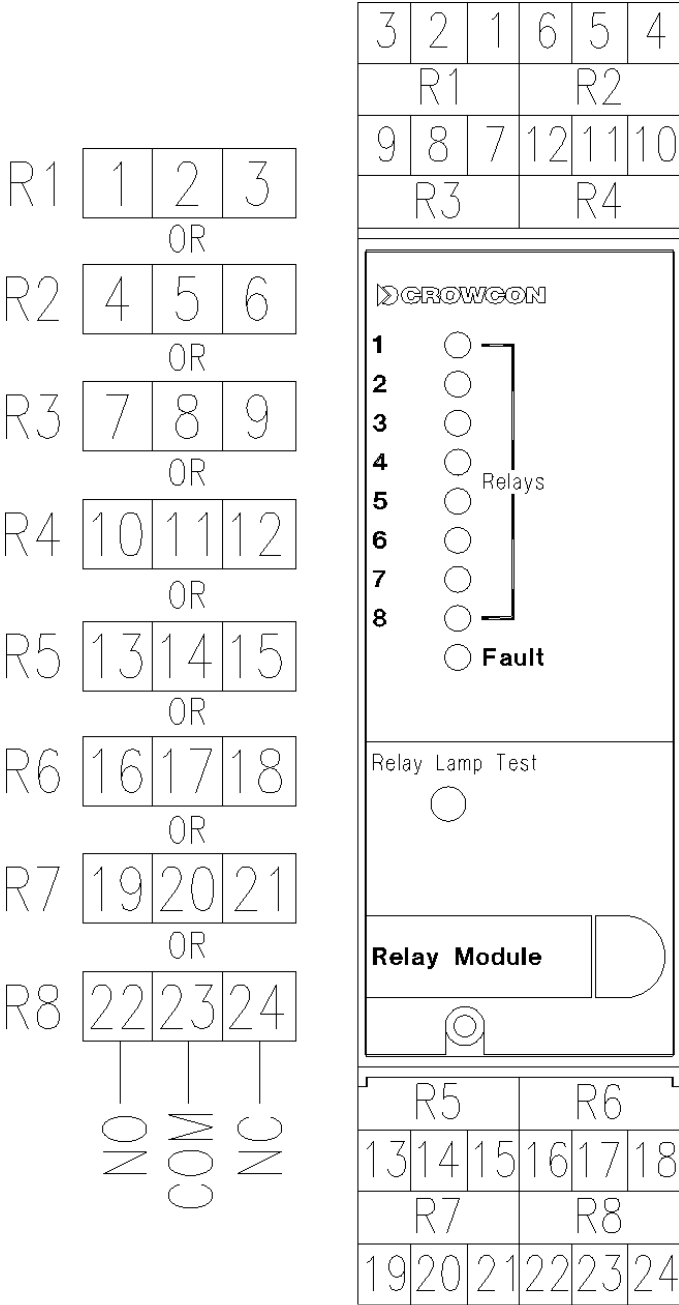 R1 1 2 3
OR
R2 4 5 6
OR
R3 7 8 9
OR
R4 10 11 12
OR
R5 13 14 15
OR
R6 16 17 18
OR
R7 19 20 21
OR
R8 22 23 24
NO COM NC
3 2 1 6 5 4
R1 R2
9 8 7 12 11 10
R3 R4
CROWCON
1
2
3
4
Relays
5
6
7
8
Fault
Relay Lamp Test
Relay Module
R5 R6
13 14 15 16 17 18
R7 R8
19 20 21 22 23 24